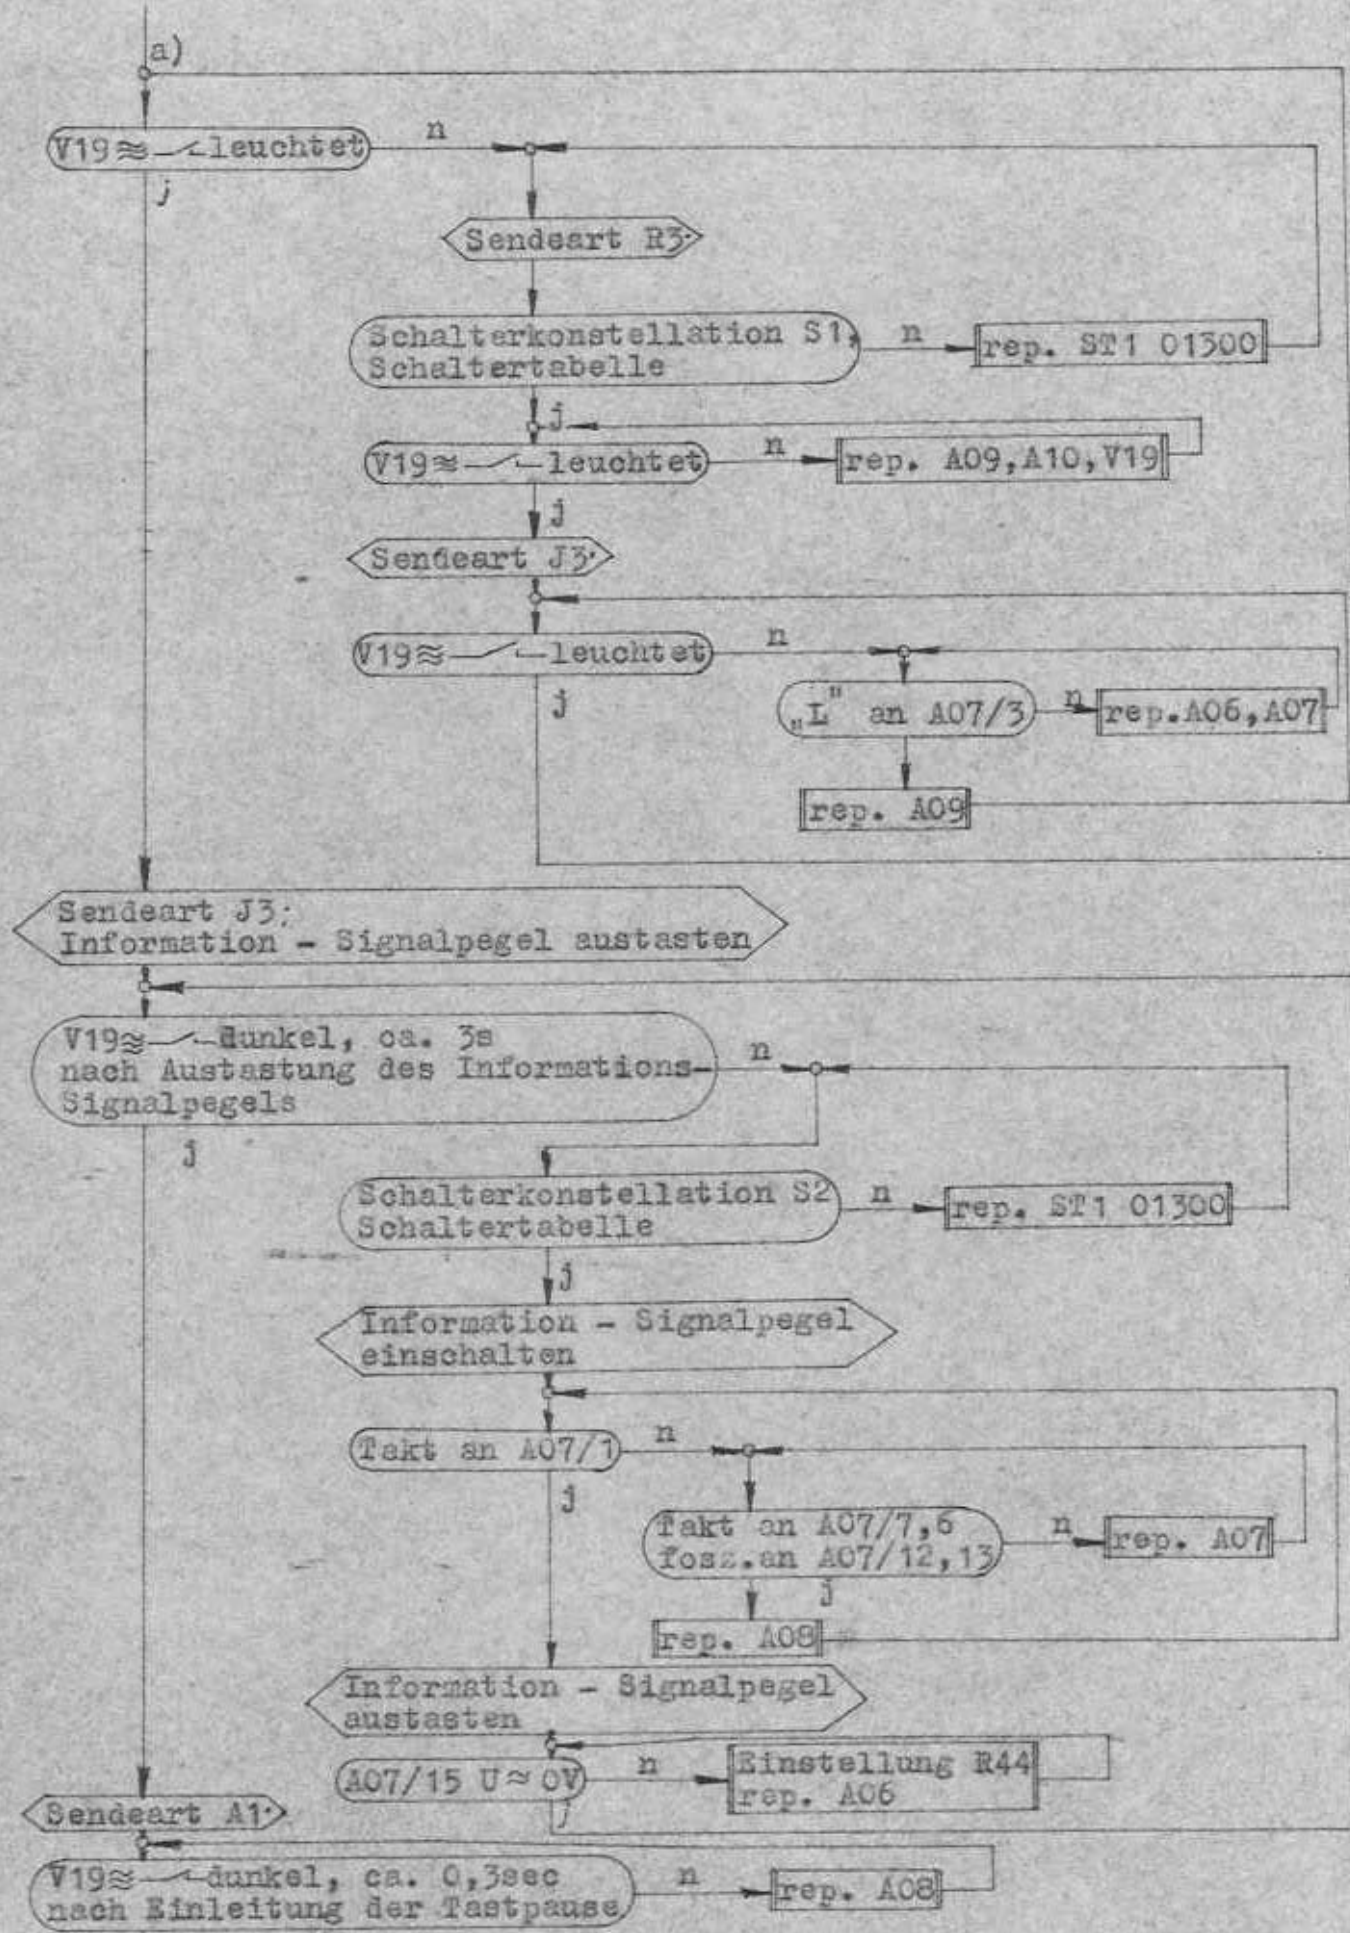 a)
V19≋ leuchtet
n
j
Sendeart R3·
Schalterkonstellation S1,
Schaltertabelle
n
rep. ST1 01300
j
V19≋ leuchtet
n
rep. A09,A10,V19
j
Sendeart J3·
V19≋ leuchtet
n
j
„L" an A07/3
n
rep.A06,A07
rep. A09
Sendeart J3:
Information - Signalpegel austasten
V19≋ dunkel, ca. 3s
nach Austastung des Informations-
Signalpegels
n
j
Schalterkonstellation S2
Schaltertabelle
n
rep. ST1 01300
j
Information - Signalpegel
einschalten
Takt an A07/1
n
j
Takt an A07/7,6
fosz.an A07/12,13
n
rep. A07
j
rep. A08
Information - Signalpegel
austasten
A07/15 U≈0V
n
Einstellung R44
rep. A06
j
Sendeart A1·
V19≋ dunkel, ca. 0,3sec
nach Einleitung der Tastpause
n
rep. A08